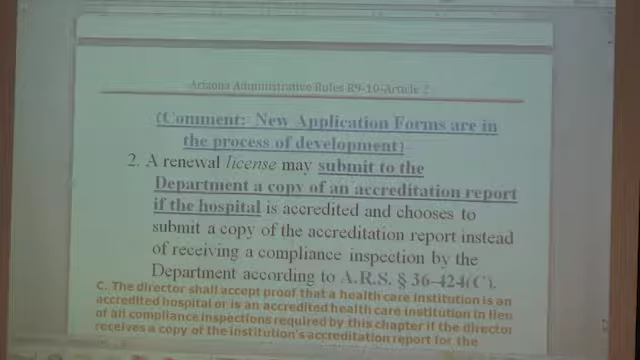 Arizona Administrative Rules R9-10-Article 2
(Comment: New Application Forms are in
the process of development)
2. A renewal license may submit to the
Department a copy of an accreditation report
if the hospital is accredited and chooses to
submit a copy of the accreditation report instead
of receiving a compliance inspection by the
Department according to A.R.S. § 36-424(C).
C. The director shall accept proof that a health care institution is an
accredited hospital or is an accredited health care institution in lieu
of all compliance inspections required by this chapter if the director
receives a copy of the institution's accreditation report for the